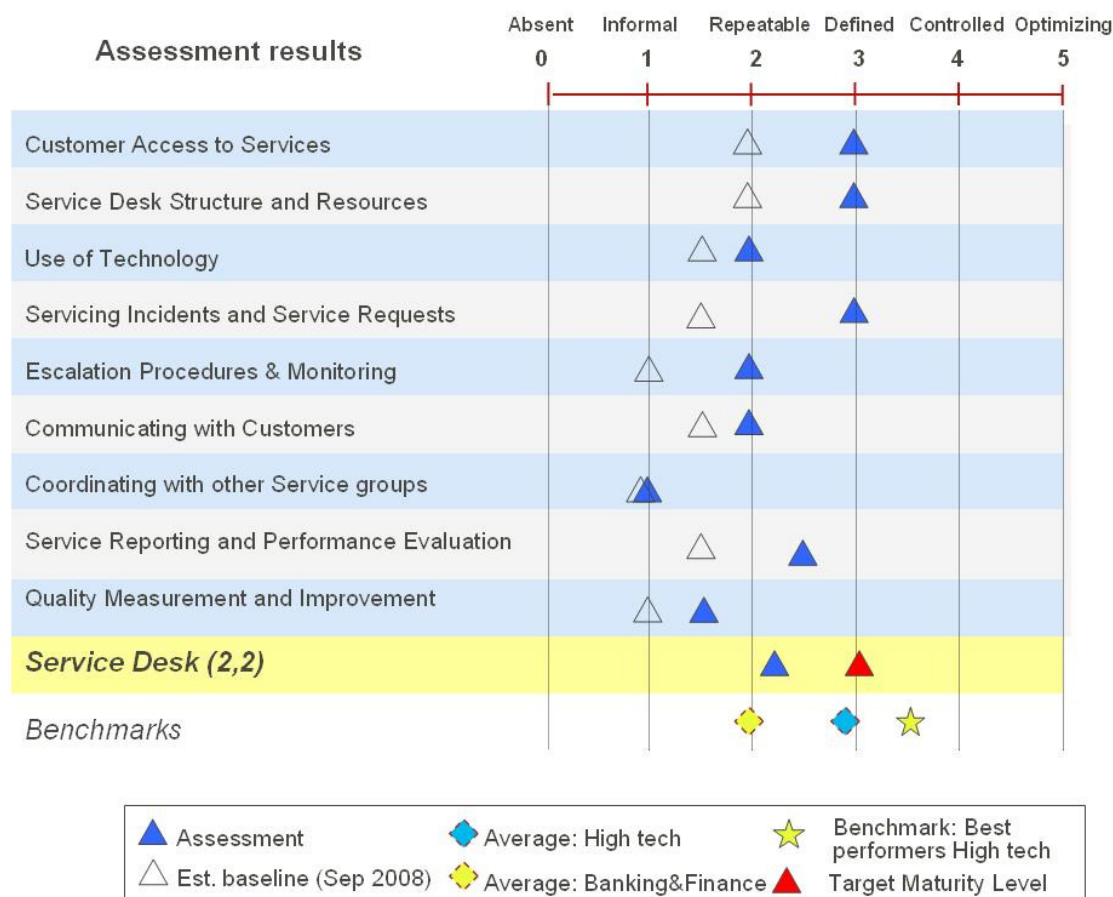 Absent Informal Repeatable Defined Controlled Optimizing
Assessment results
0 1 2 3 4 5
Customer Access to Services
Service Desk Structure and Resources
Use of Technology
Servicing Incidents and Service Requests
Escalation Procedures & Monitoring
Communicating with Customers
Coordinating with other Service groups
Service Reporting and Performance Evaluation
Quality Measurement and Improvement
Service Desk (2,2)
Benchmarks
Assessment
Average: High tech
Benchmark: Best
performers High tech
Est. baseline (Sep 2008)
Average: Banking&Finance
Target Maturity Level